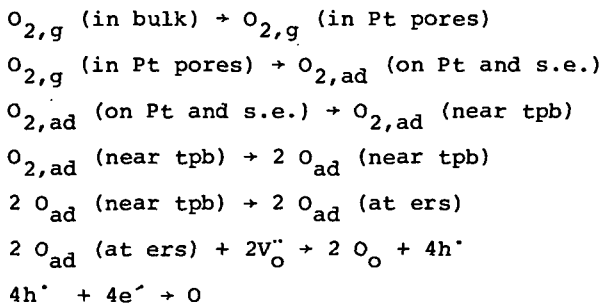 O₂,g (in bulk) → O₂,g (in Pt pores)
O₂,g (in Pt pores) → O₂,ad (on Pt and s.e.)
O₂,ad (on Pt and s.e.) → O₂,ad (near tpb)
O₂,ad (near tpb) → 2 Oad (near tpb)
2 Oad (near tpb) → 2 Oad (at ers)
2 Oad (at ers) + 2Vö → 2 Oo + 4h˙
4h˙ + 4e´ → O